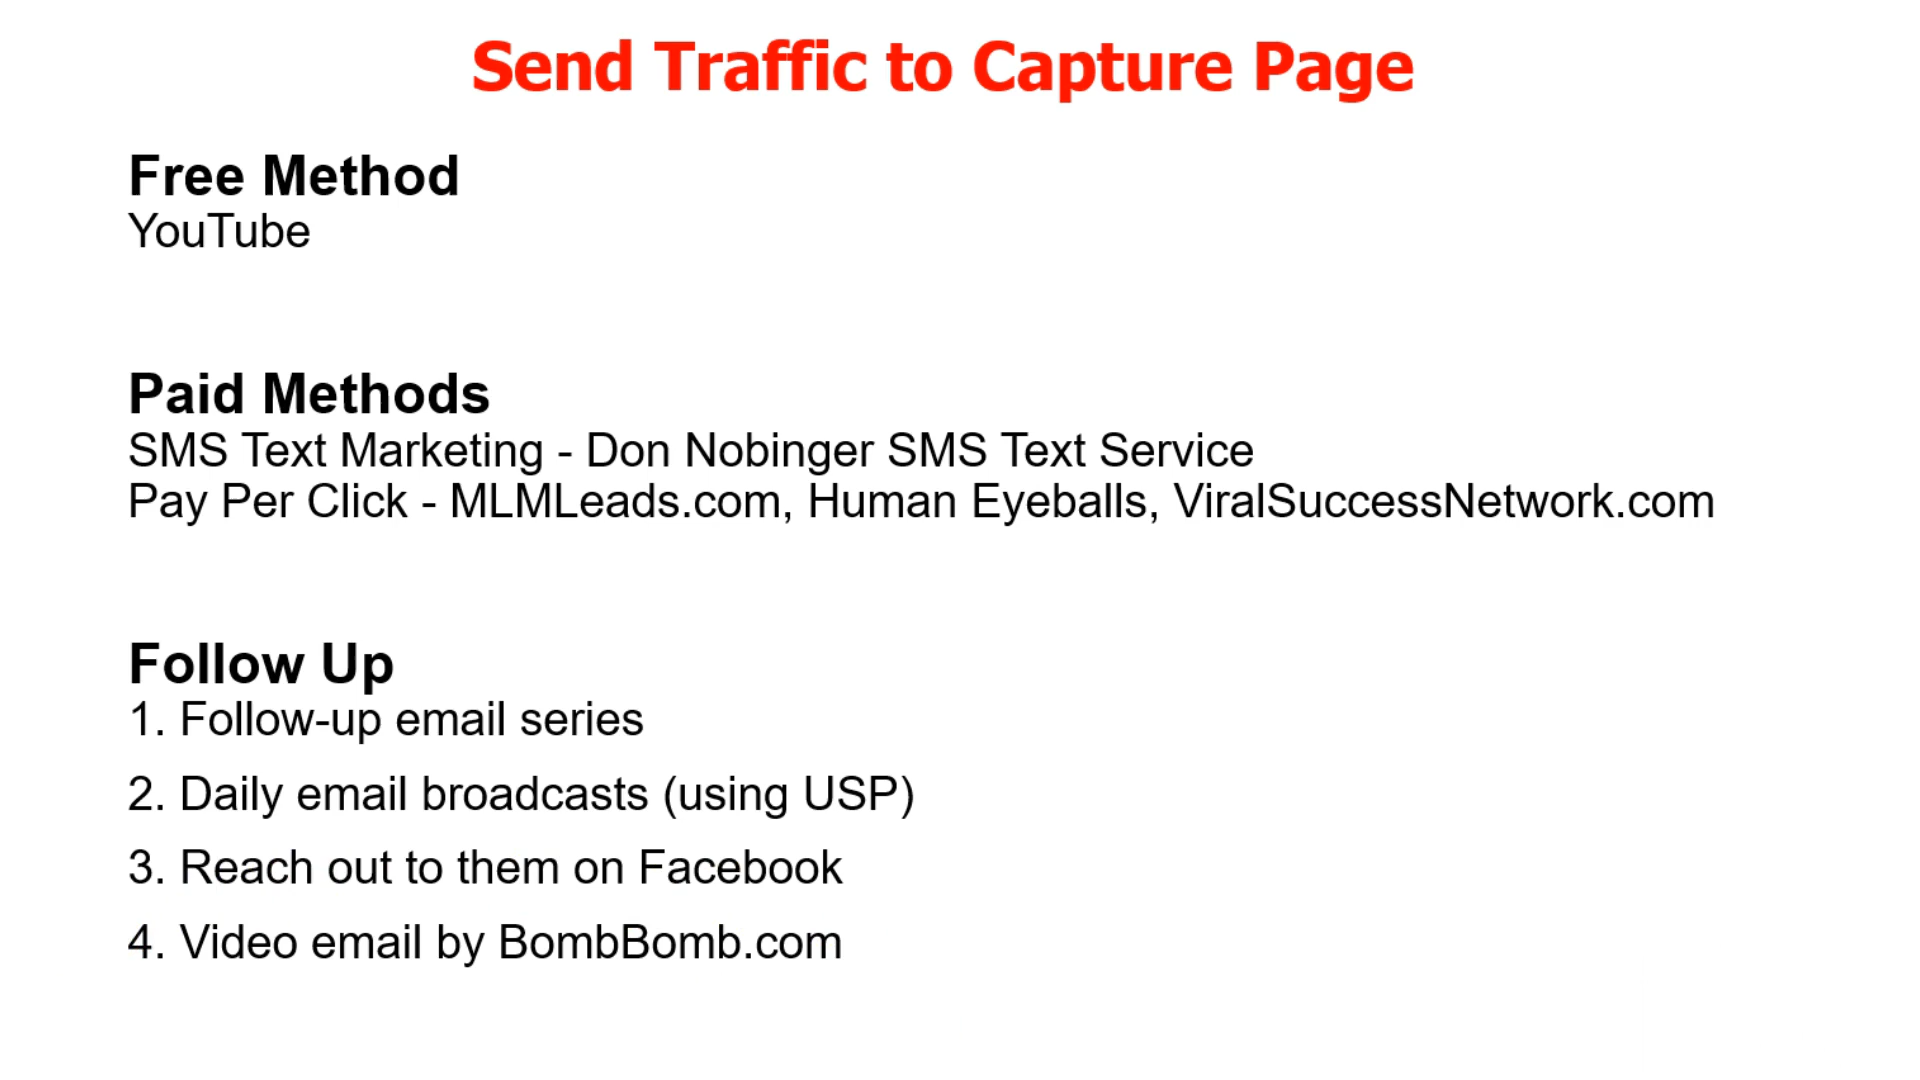 Send Traffic to Capture Page
Free Method
YouTube
Paid Methods
SMS Text Marketing - Don Nobinger SMS Text Service
Pay Per Click - MLMLeads.com, Human Eyeballs, ViralSuccessNetwork.com
Follow Up
1. Follow-up email series
2. Daily email broadcasts (using USP)
3. Reach out to them on Facebook
4. Video email by BombBomb.com